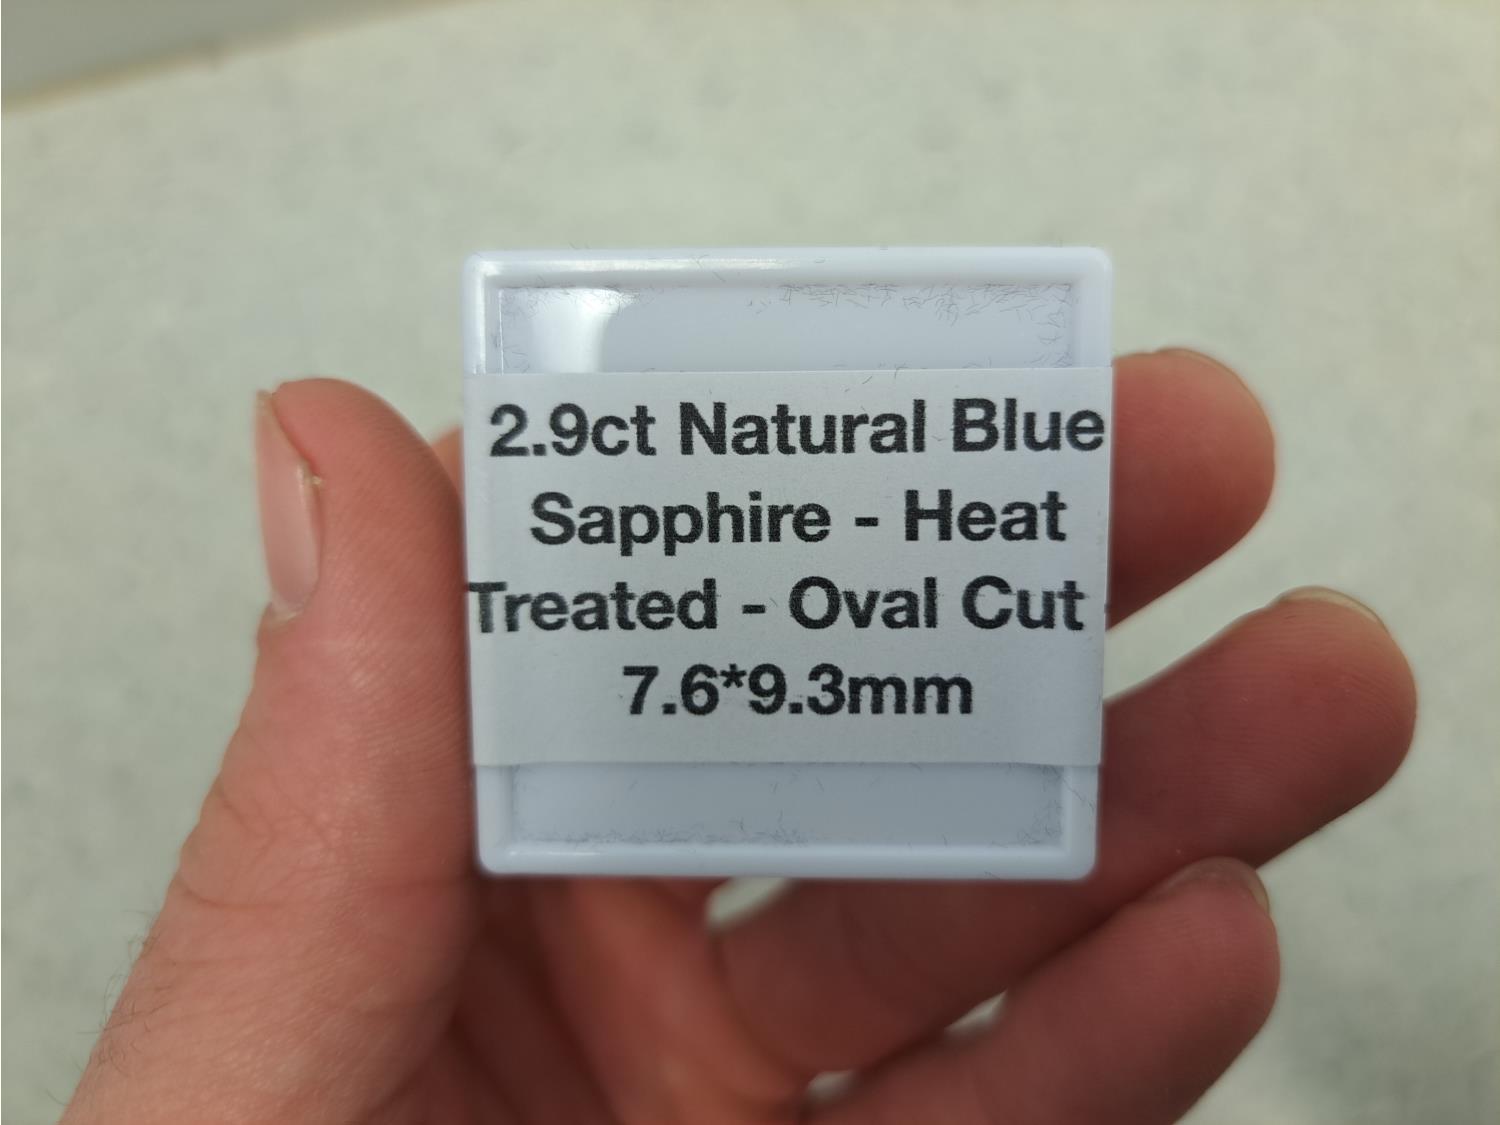 2.9ct Natural Blue
Sapphire - Heat
Treated - Oval Cut
7.6*9.3mm